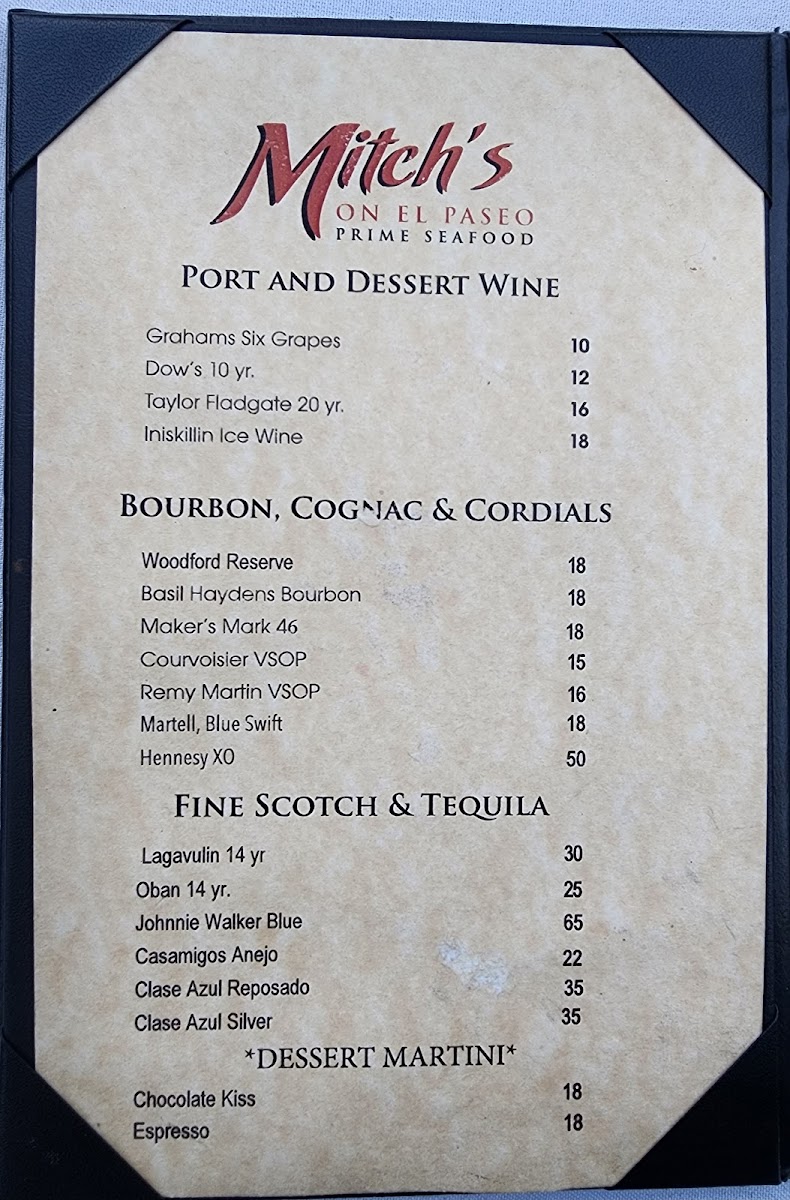 Mitch's
ON EL PASEO
PRIME SEAFOOD
PORT AND DESSERT WINE
Grahams Six Grapes 10
Dow's 10 yr. 12
Taylor Fladgate 20 yr. 16
Iniskillin Ice Wine 18
BOURBON, COGNAC & CORDIALS
Woodford Reserve 18
Basil Haydens Bourbon 18
Maker's Mark 46 18
Courvoisier VSOP 15
Remy Martin VSOP 16
Martell, Blue Swift 18
Hennesy XO 50
FINE SCOTCH & TEQUILA
Lagavulin 14 yr 30
Oban 14 yr. 25
Johnnie Walker Blue 65
Casamigos Anejo 22
Clase Azul Reposado 35
Clase Azul Silver 35
*DESSERT MARTINI*
Chocolate Kiss 18
Espresso 18